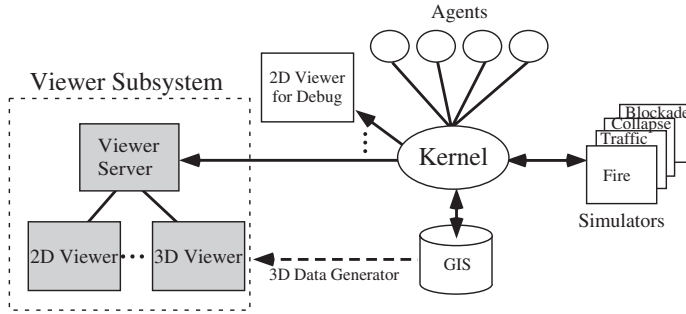 Agents
2D Viewer
for Debug
Viewer Subsystem
Viewer
Server
Kernel
Blockade
Collapse
Traffic
Fire
Simulators
2D Viewer
3D Viewer
3D Data Generator
GIS